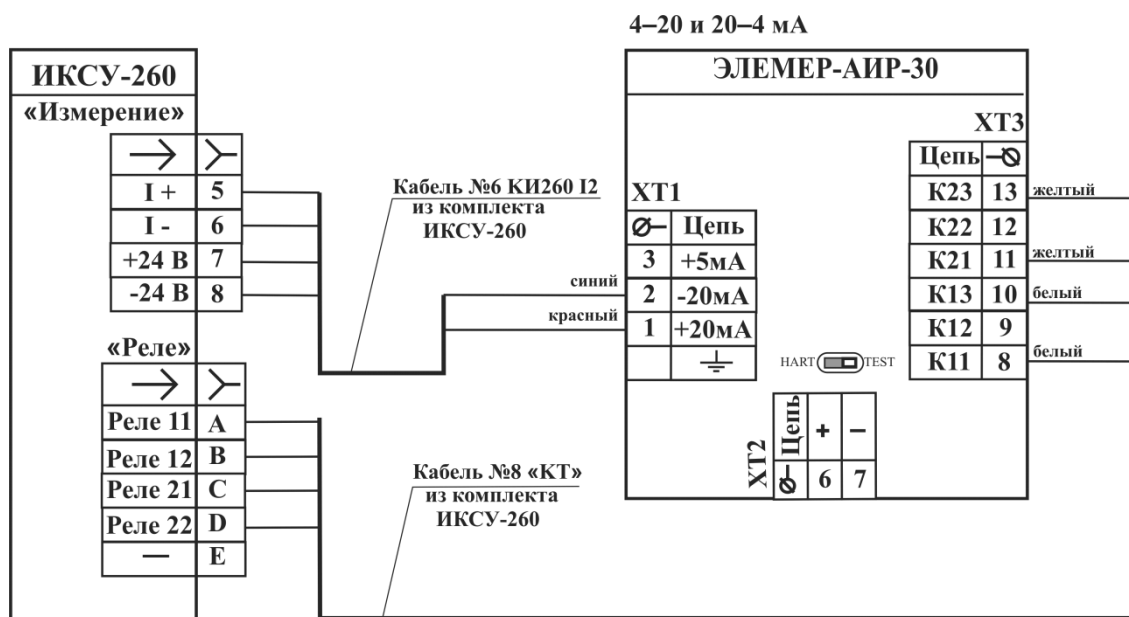 4–20 и 20–4 мА
ИКСУ-260
«Измерение»
I + 5
I - 6
+24 В 7
-24 В 8
«Реле»
Реле 11 A
Реле 12 B
Реле 21 C
Реле 22 D
— E
Кабель №6 КИ260 I2
из комплекта
ИКСУ-260
Кабель №8 «КТ»
из комплекта
ИКСУ-260
синий
красный
ЭЛЕМЕР-АИР-30
XT1
Цепь
3 +5мА
2 -20мА
1 +20мА
HART TEST
XT2
Цепь + −
6 7
XT3
Цепь
К23 13 желтый
К22 12
К21 11 желтый
К13 10 белый
К12 9
К11 8 белый